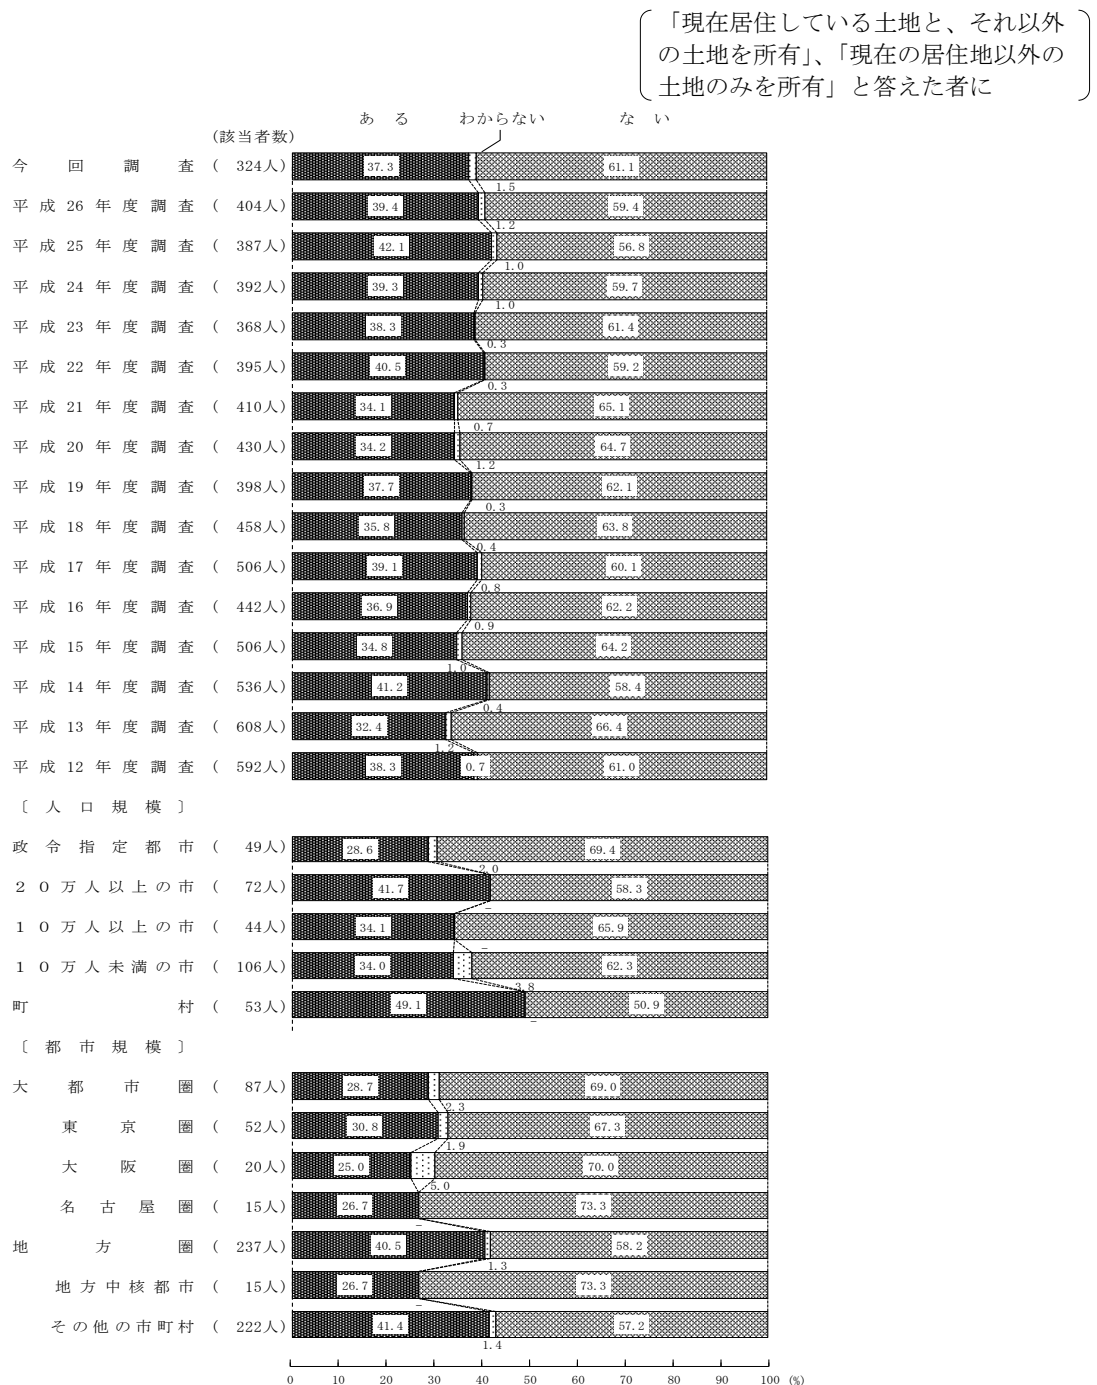 「現在居住している土地と、それ以外
の土地を所有」、「現在の居住地以外の
土地のみを所有」と答えた者に
ある わからない ない
(該当者数)
今回調査 ( 324人) 37.3 61.1
1.5
平成26年度調査 ( 404人) 39.4 59.4
1.2
平成25年度調査 ( 387人) 42.1 56.8
1.0
平成24年度調査 ( 392人) 39.3 59.7
1.0
平成23年度調査 ( 368人) 38.3 61.4
0.3
平成22年度調査 ( 395人) 40.5 59.2
0.3
平成21年度調査 ( 410人) 34.1 65.1
0.7
平成20年度調査 ( 430人) 34.2 64.7
1.2
平成19年度調査 ( 398人) 37.7 62.1
0.3
平成18年度調査 ( 458人) 35.8 63.8
0.4
平成17年度調査 ( 506人) 39.1 60.1
0.8
平成16年度調査 ( 442人) 36.9 62.2
0.9
平成15年度調査 ( 506人) 34.8 64.2
1.0
平成14年度調査 ( 536人) 41.2 58.4
0.4
平成13年度調査 ( 608人) 32.4 66.4
1.2
平成12年度調査 ( 592人) 38.3 0.7 61.0
〔人口規模〕
政令指定都市 ( 49人) 28.6 69.4
2.0
20万人以上の市 ( 72人) 41.7 58.3
－
10万人以上の市 ( 44人) 34.1 65.9
－
10万人未満の市 ( 106人) 34.0 62.3
3.8
町村 ( 53人) 49.1 50.9
－
〔都市規模〕
大都市圏 ( 87人) 28.7 69.0
2.3
東京圏 ( 52人) 30.8 67.3
1.9
大阪圏 ( 20人) 25.0 70.0
5.0
名古屋圏 ( 15人) 26.7 73.3
－
地方圏 ( 237人) 40.5 58.2
1.3
地方中核都市 ( 15人) 26.7 73.3
－
その他の市町村 ( 222人) 41.4 57.2
1.4
0 10 20 30 40 50 60 70 80 90 100 (%)